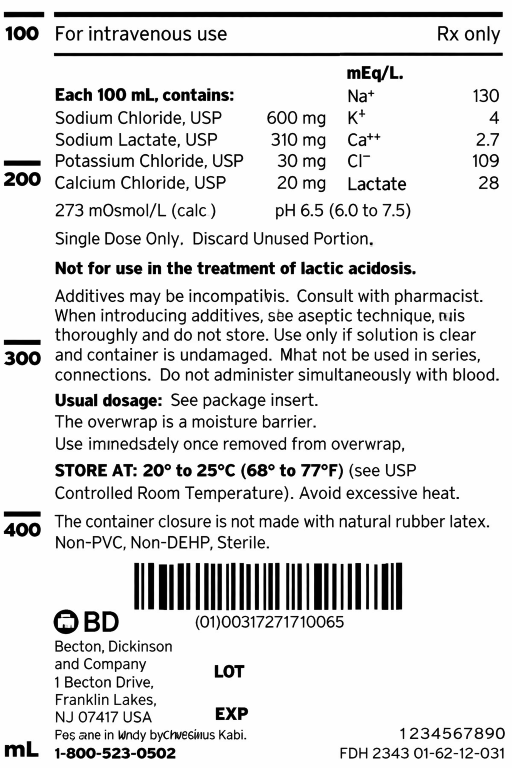 100 For intravenous use Rx only
mEq/L.
Each 100 mL, contains: Na⁺ 130
Sodium Chloride, USP 600 mg K⁺ 4
Sodium Lactate, USP 310 mg Ca⁺⁺ 2.7
Potassium Chloride, USP 30 mg Cl⁻ 109
200 Calcium Chloride, USP 20 mg Lactate 28
273 mOsmol/L (calc ) pH 6.5 (6.0 to 7.5)
Single Dose Only. Discard Unused Portion.
Not for use in the treatment of lactic acidosis.
Additives may be Consult with pharmacist.
When introducing additives, aseptic technique,
thoroughly and do not store. Use only if solution is clear
300 and container is undamaged. Mhat not be used in series,
connections. Do not administer simultaneously with blood.
Usual dosage: See package insert.
The overwrap is a moisture barrier.
Use once removed from overwrap,
STORE AT: 20° to 25°C (68° to 77°F) (see USP
Controlled Room Temperature). Avoid excessive heat.
400 The container closure is not made with natural rubber latex.
Non-PVC, Non-DEHP, Sterile.
(01)00317271710065
BD
Becton, Dickinson
and Company
1 Becton Drive,
Franklin Lakes,
NJ 07417 USA
LOT
EXP
in by Kabi.
mL 1-800-523-0502
1234567890
FDH 2343 01-62-12-031